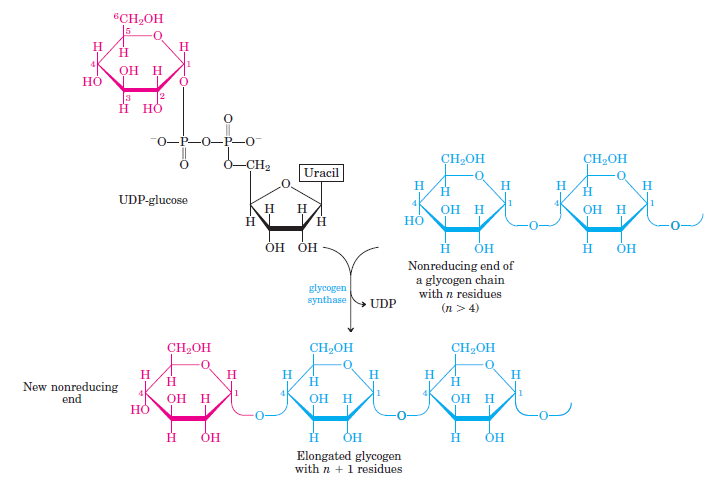 ⁶CH₂OH
5
O
H
H
H
4
OH H
1
HO
O
3
2
H HO
O
⁻O—P—O—P—O⁻
O
O—CH₂
Uracil
UDP-glucose
O
H H
H H
OH OH
CH₂OH
O
H
H
H
4
OH H
1
HO
O
H OH
CH₂OH
O
H
H
H
4
OH H
1
O
H OH
Nonreducing end of
a glycogen chain
with n residues
(n > 4)
glycogen
synthase
UDP
New nonreducing
end
CH₂OH
O
H
H
H
4
OH H
1
HO
O
H OH
CH₂OH
O
H
H
H
4
OH H
1
O
H OH
CH₂OH
O
H
H
H
4
OH H
1
O
H OH
Elongated glycogen
with n + 1 residues